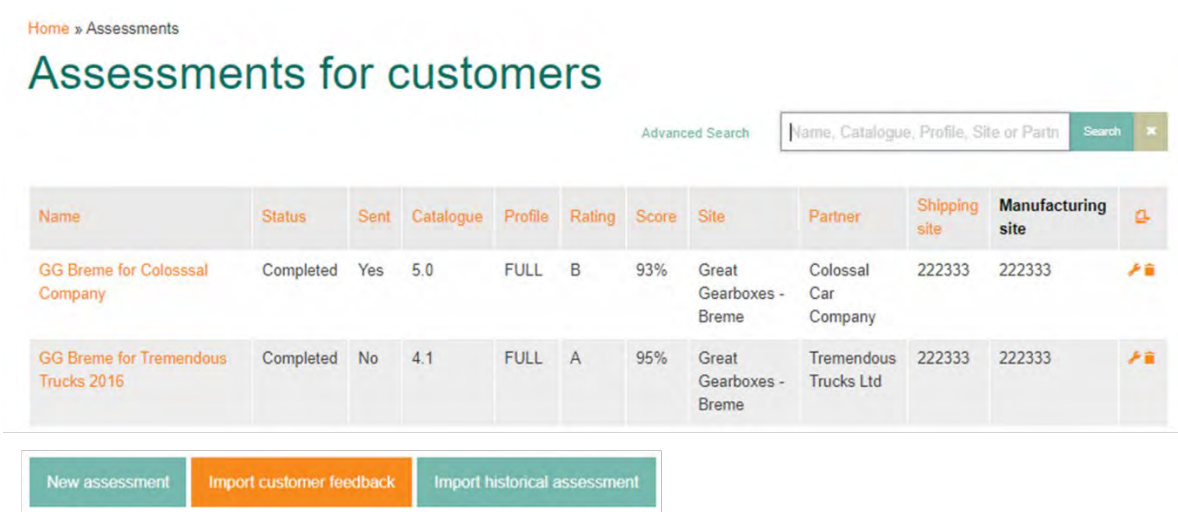 Home » Assessments
Assessments for customers
Advanced Search
Name, Catalogue, Profile, Site or Partn
Search
Name Status Sent Catalogue Profile Rating Score Site Partner Shipping site Manufacturing site
GG Breme for Colosssal Company Completed Yes 5.0 FULL B 93% Great Gearboxes - Breme Colossal Car Company 222333 222333
GG Breme for Tremendous Trucks 2016 Completed No 4.1 FULL A 95% Great Gearboxes - Breme Tremendous Trucks Ltd 222333 222333
New assessment Import customer feedback Import historical assessment